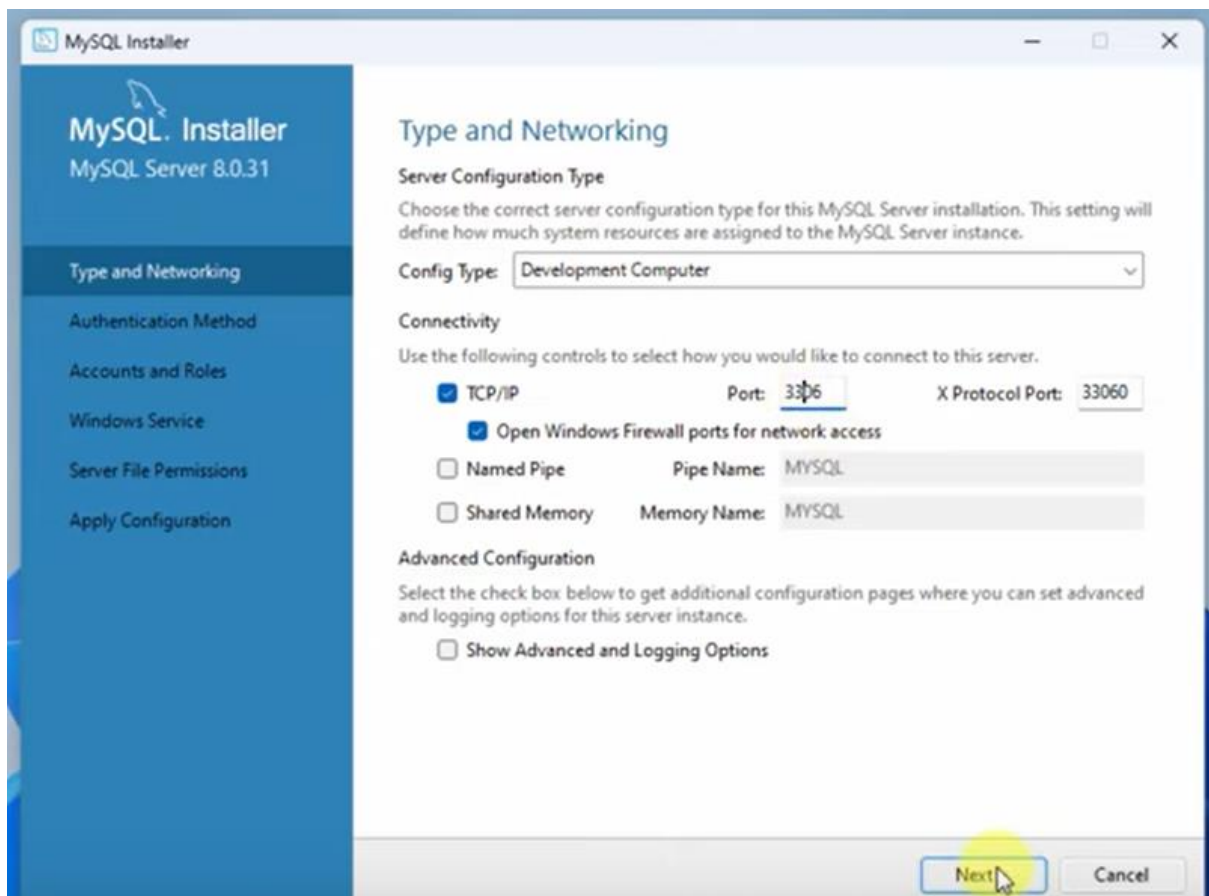 MySQL Installer
MySQL. Installer
MySQL Server 8.0.31
Type and Networking
Authentication Method
Accounts and Roles
Windows Service
Server File Permissions
Apply Configuration
Type and Networking
Server Configuration Type
Choose the correct server configuration type for this MySQL Server installation. This setting will
define how much system resources are assigned to the MySQL Server instance.
Config Type: Development Computer
Connectivity
Use the following controls to select how you would like to connect to this server.
TCP/IP Port: 3306 X Protocol Port: 33060
Open Windows Firewall ports for network access
Named Pipe Pipe Name: MYSQL
Shared Memory Memory Name: MYSQL
Advanced Configuration
Select the check box below to get additional configuration pages where you can set advanced
and logging options for this server instance.
Show Advanced and Logging Options
Next Cancel